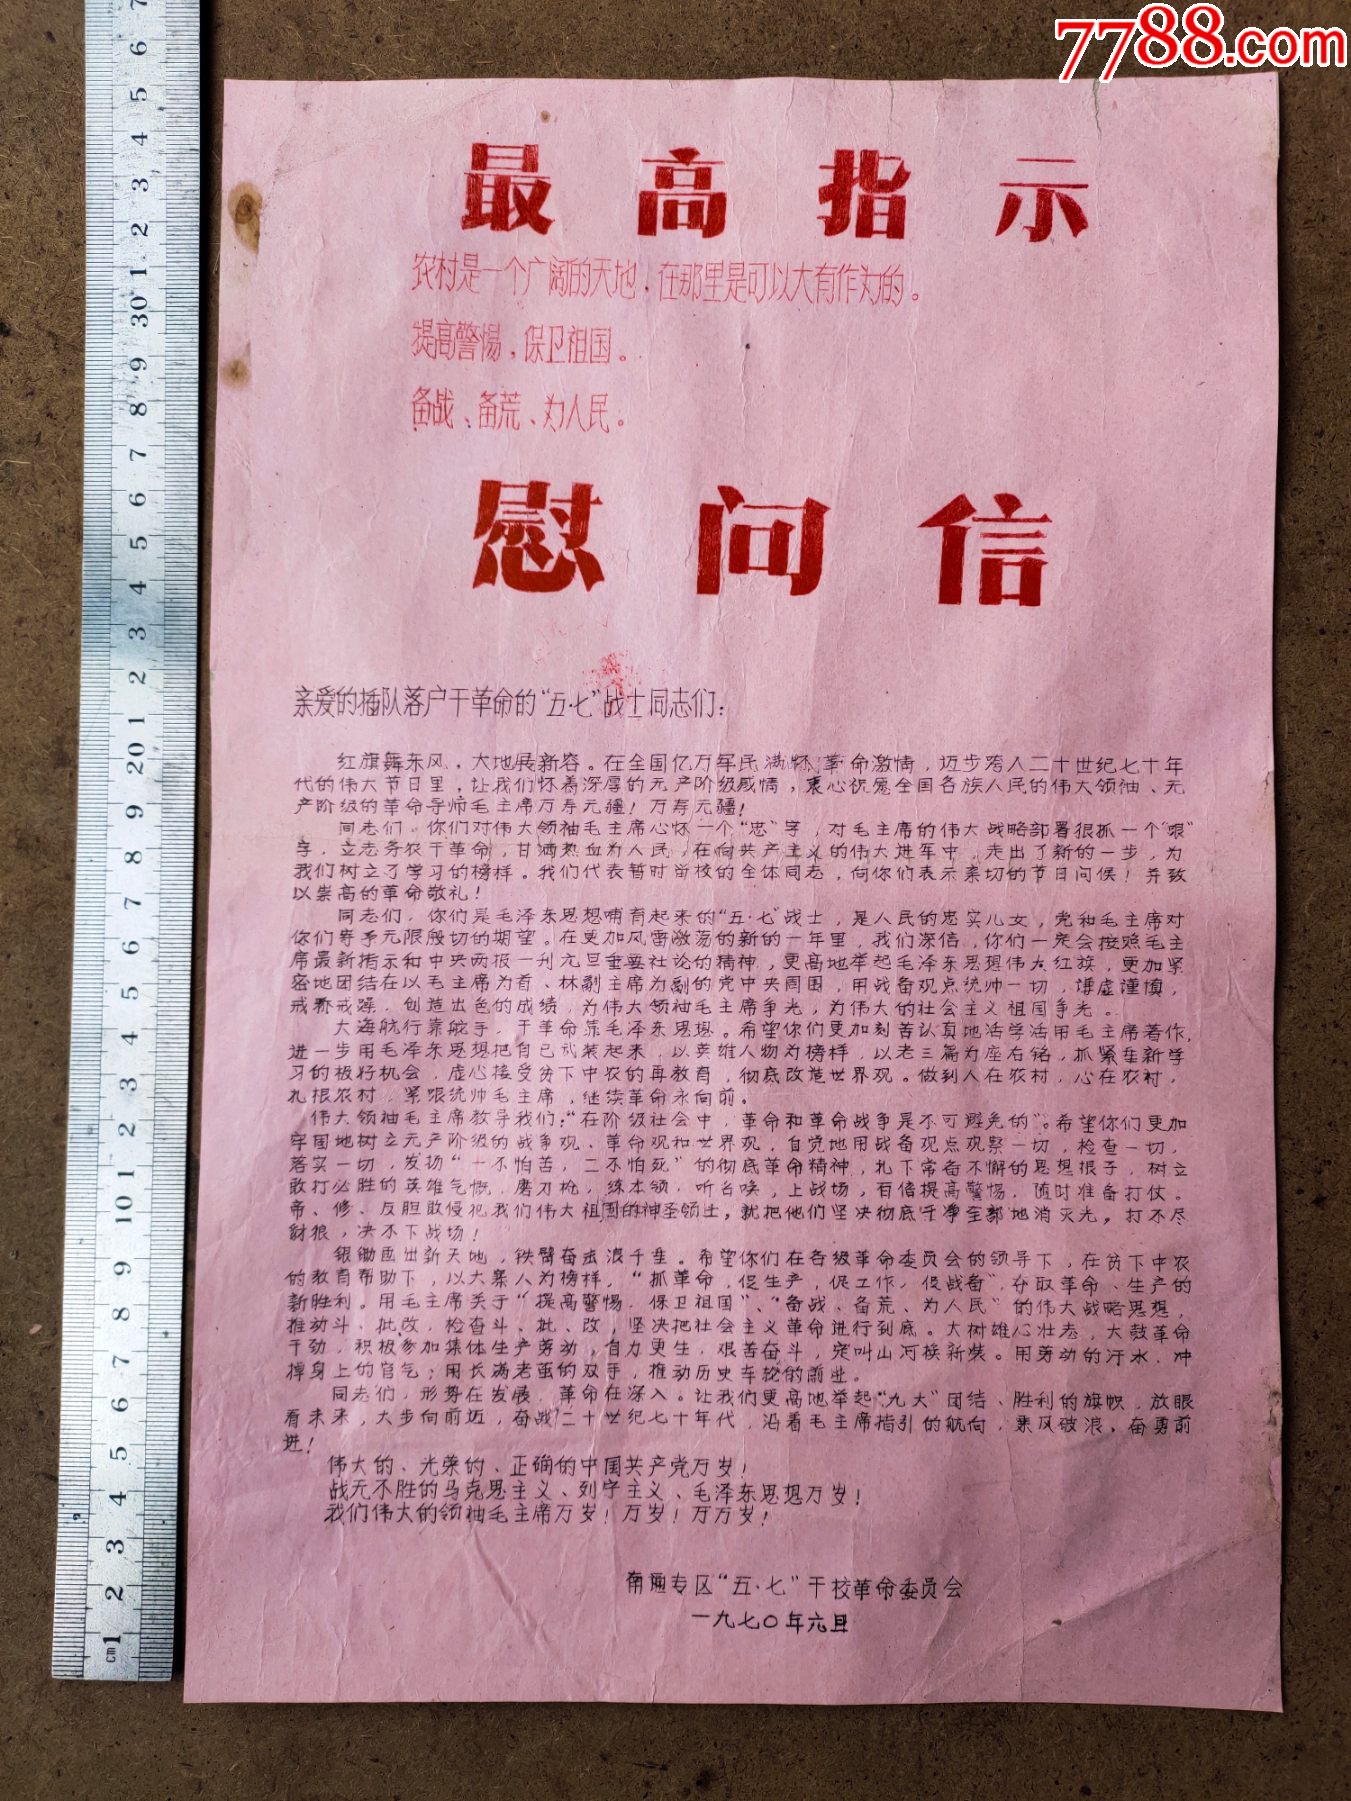 7788.com
最高指示
农村是一个广阔的天地，在那里是可以大有作为的。
提高警惕，保卫祖国。
备战、备荒、为人民。
慰问信
亲爱的插队落户干革命的“五·七”战士同志们：
红旗舞东风，大地展新容。在全国亿万军民满怀革命激情，迈步跨入二十世纪七十年
代的伟大节日里，让我们怀着深厚的无产阶级感情，衷心祝愿全国各族人民的伟大领袖、无
产阶级的革命导师毛主席万寿无疆！万寿无疆！
同志们，你们对伟大领袖毛主席心怀一个“忠”字，对毛主席的伟大战略部署狠抓一个“狠”
字，立志务农干革命，甘洒热血为人民，在向共产主义的伟大进军中，走出了新的一步，为
我们树立了学习的榜样。我们代表暂时留校的全体同志，向你们表示亲切的节日问候！并致
以崇高的革命敬礼！
同志们，你们是毛泽东思想哺育起来的“五·七”战士，是人民的忠实儿女，党和毛主席对
你们寄予无限殷切的期望。在更加风雷激荡的新的一年里，我们深信，你们一定会按照毛主
席最新指示和中央两报一刊元旦重要社论的精神，更高地举起毛泽东思想伟大红旗，更加紧
密地团结在以毛主席为首、林副主席为副的党中央周围，用战备观点统帅一切，谦虚谨慎，
戒骄戒躁，创造出色的成绩，为伟大领袖毛主席争光，为伟大的社会主义祖国争光。
大海航行靠舵手，干革命靠毛泽东思想。希望你们更加刻苦认真地活学活用毛主席著作，
进一步用毛泽东思想把自己武装起来，以英雄人物为榜样，以老三篇为座右铭，抓紧重新学
习的极好机会，虚心接受贫下中农的再教育，彻底改造世界观。做到人在农村，心在农村，
扎根农村，紧跟统帅毛主席，继续革命永向前。
伟大领袖毛主席教导我们：“在阶级社会中，革命和革命战争是不可避免的”。希望你们更加
牢固地树立无产阶级的战争观、革命观和世界观，自觉地用战备观点观察一切，检查一切，
落实一切，发扬“一不怕苦，二不怕死”的彻底革命精神，扎下常备不懈的思想根子，树立
敢打必胜的英雄气慨，磨刀枪，练本领，听召唤，上战场，百倍提高警惕，随时准备打仗。
帝、修、反胆敢侵犯我们伟大祖国的神圣领土，就把他们坚决彻底干净全部地消灭光，打不尽
豺狼，决不下战场！
银锄画出新天地，铁臂奋击浪千重。希望你们在各级革命委员会的领导下，在贫下中农
的教育帮助下，以大寨人为榜样，“抓革命，促生产，促工作，促战备”，夺取革命、生产的
新胜利。用毛主席关于“提高警惕，保卫祖国”、“备战、备荒、为人民”的伟大战略思想，
推动斗、批、改，检查斗、批、改，坚决把社会主义革命进行到底。大树雄心壮志，大鼓革命
干劲，积极参加集体生产劳动，自力更生，艰苦奋斗，突叫山河换新装。用劳动的汗水，冲
掉身上的官气；用长满老茧的双手，推动历史车轮的前进。
同志们，形势在发展，革命在深入。让我们更高地举起“九大”团结、胜利的旗帜，放眼
看未来，大步向前迈，奋战二十世纪七十年代，沿着毛主席指引的航向，乘风破浪，奋勇前
进！
伟大的、光荣的、正确的中国共产党万岁！
战无不胜的马克思主义、列宁主义、毛泽东思想万岁！
我们伟大的领袖毛主席万岁！万岁！万万岁！
南通专区“五·七”干校革命委员会
一九七〇年元旦